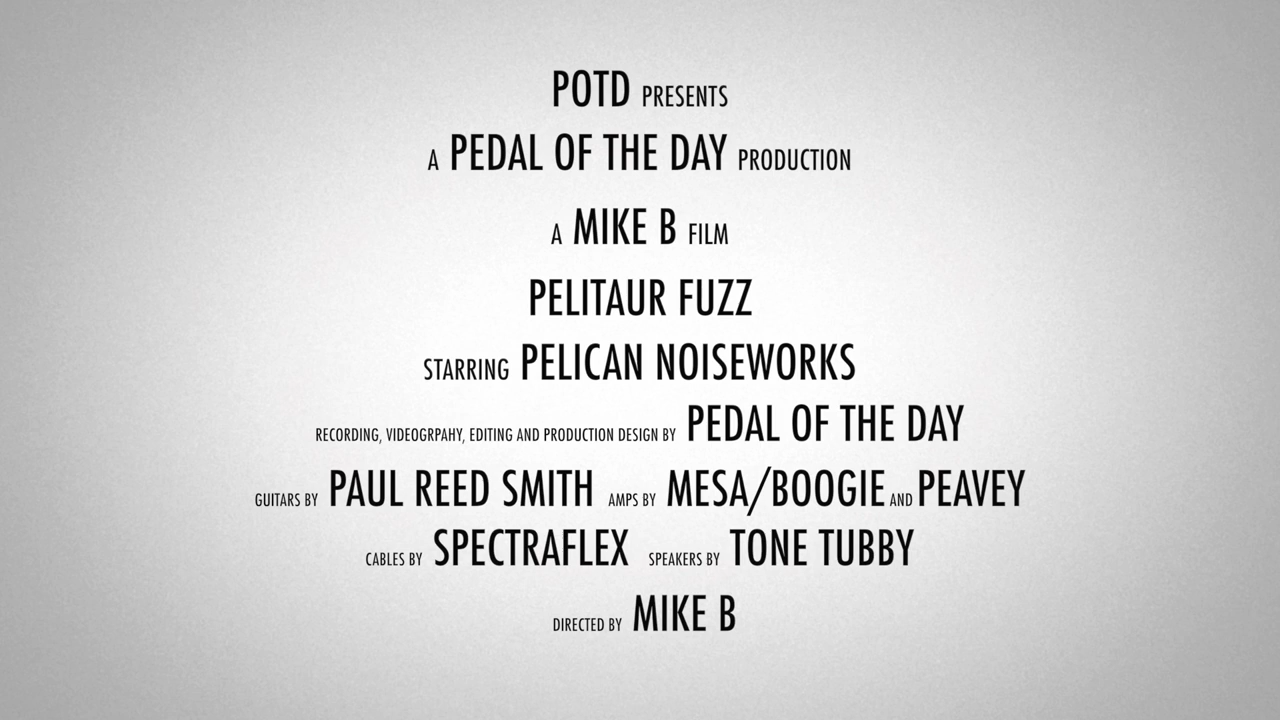 POTD PRESENTS
A PEDAL OF THE DAY PRODUCTION
A MIKE B FILM
PELITAUR FUZZ
STARRING PELICAN NOISEWORKS
RECORDING, VIDEOGRPAHY, EDITING AND PRODUCTION DESIGN BY PEDAL OF THE DAY
GUITARS BY PAUL REED SMITH AMPS BY MESA/BOOGIE AND PEAVEY
CABLES BY SPECTRAFLEX SPEAKERS BY TONE TUBBY
DIRECTED BY MIKE B